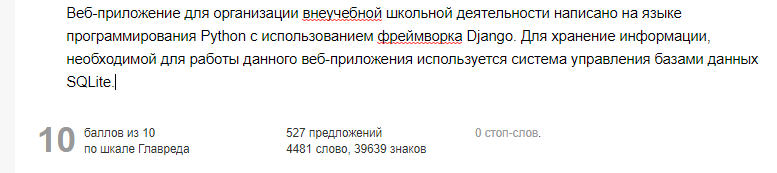 Веб-приложение для организации внеучебной школьной деятельности написано на языке
программирования Python с использованием фреймворка Django. Для хранение информации,
необходимой для работы данного веб-приложения используется система управления базами данных
SQLite.
10
баллов из 10
по шкале Главреда
527 предложений
4481 слово, 39639 знаков
0 стоп-слов.